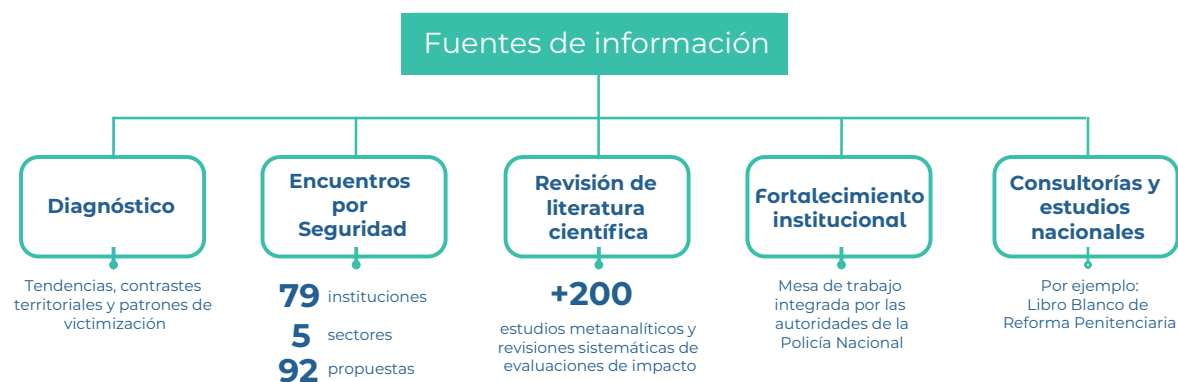 Fuentes de información
Diagnóstico
Tendencias, contrastes
territoriales y patrones de
victimización
Encuentros
por
Seguridad
79 instituciones
5 sectores
92 propuestas
Revisión de
literatura
científica
+200
estudios metaanalíticos y
revisiones sistemáticas de
evaluaciones de impacto
Fortalecimiento
institucional
Mesa de trabajo
integrada por las
autoridades de la
Policía Nacional
Consultorías y
estudios
nacionales
Por ejemplo:
Libro Blanco de
Reforma Penitenciaria